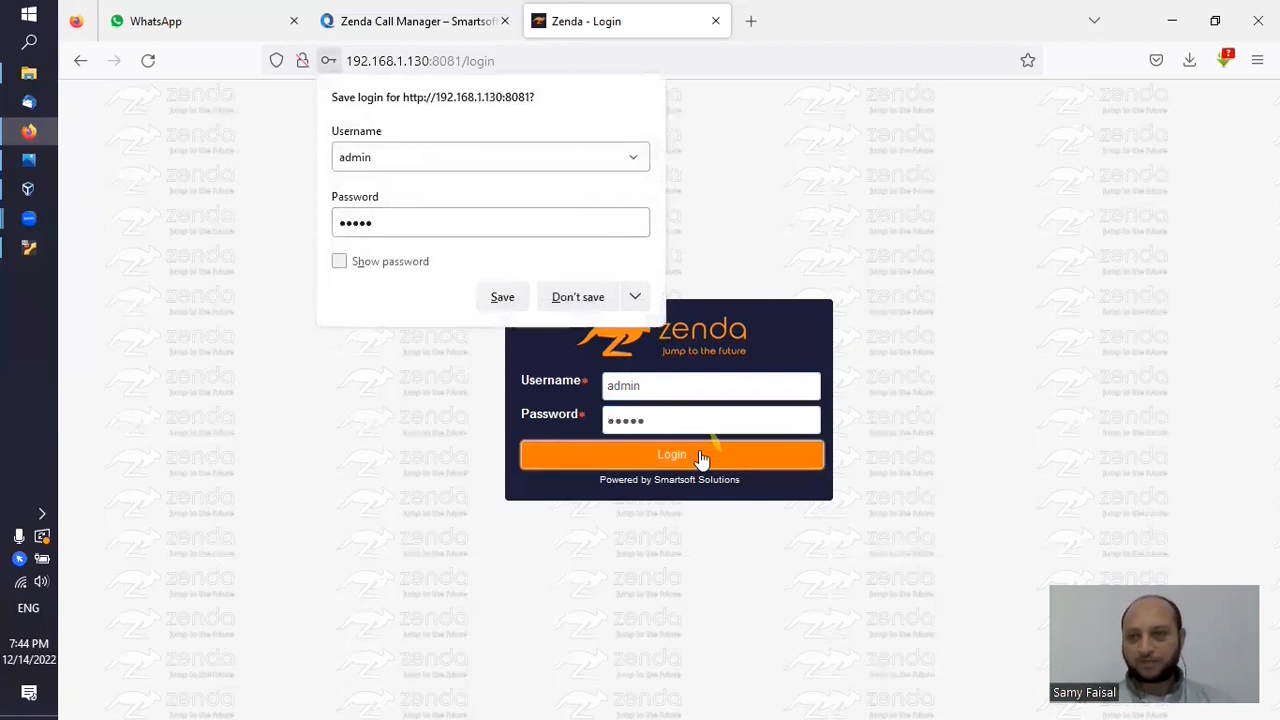 WhatsApp
Zenda Call Manager – Smartsoft
Zenda - Login
192.168.1.130:8081/login
Save login for http://192.168.1.130:8081?
Username
admin
Password
•••••
Show password
Save
Don't save
zenda
jump to the future
Username*
admin
Password*
•••••
Login
Powered by Smartsoft Solutions
ENG
7:44 PM
12/14/2022
Samy Faisal